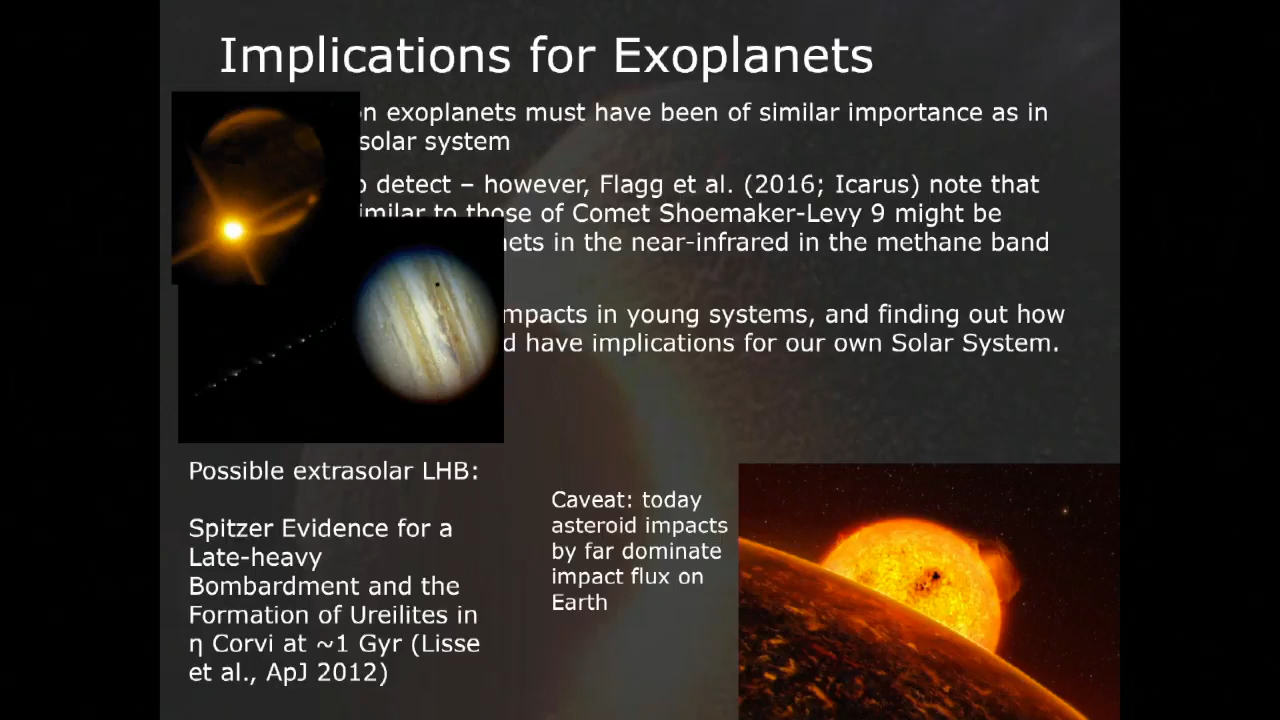 Implications for Exoplanets
on exoplanets must have been of similar importance as in
solar system
detect – however, Flagg et al. (2016; Icarus) note that
similar to those of Comet Shoemaker-Levy 9 might be
in the near-infrared in the methane band
impacts in young systems, and finding out how
have implications for our own Solar System.
Possible extrasolar LHB:
Spitzer Evidence for a
Late-heavy
Bombardment and the
Formation of Ureilites in
η Corvi at ~1 Gyr (Lisse
et al., ApJ 2012)
Caveat: today
asteroid impacts
by far dominate
impact flux on
Earth